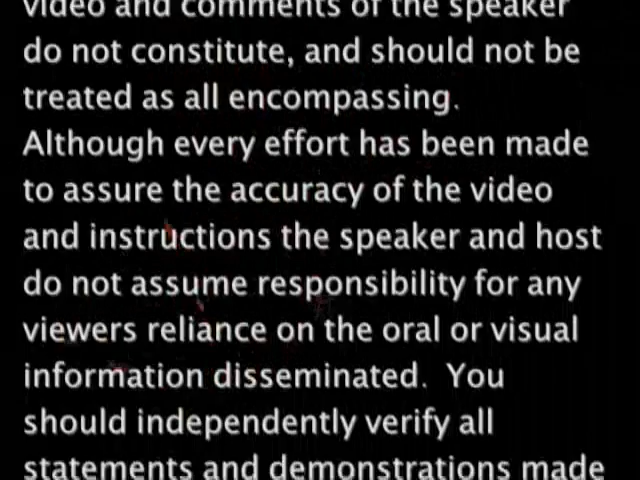 video and comments of the speaker
do not constitute, and should not be
treated as all encompassing.
Although every effort has been made
to assure the accuracy of the video
and instructions the speaker and host
do not assume responsibility for any
viewers reliance on the oral or visual
information disseminated.  You
should independently verify all
statements and demonstrations made